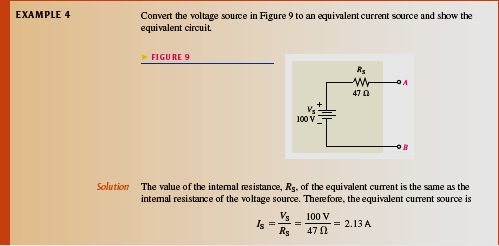 EXAMPLE 4
Convert the voltage source in Figure 9 to an equivalent current source and show the
equivalent circuit.
► FIGURE 9
RS
47 Ω
A
VS
+
100 V
−
B
Solution The value of the internal resistance, RS, of the equivalent current is the same as the
internal resistance of the voltage source. Therefore, the equivalent current source is
IS = VS / RS = 100 V / 47 Ω = 2.13 A